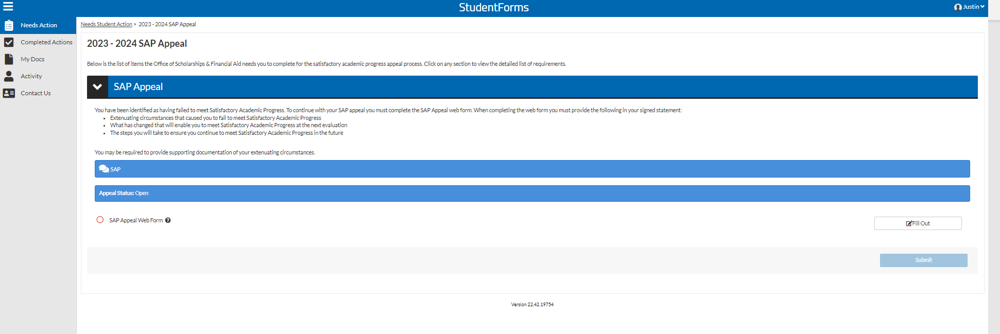 StudentForms
Justin
Needs Action
Completed Actions
My Docs
Activity
Contact Us
Needs Student Action > 2023 - 2024 SAP Appeal
2023 - 2024 SAP Appeal
Below is the list of items the Office of Scholarships & Financial Aid needs you to complete for the satisfactory academic progress appeal process. Click on any section to view the detailed list of requirements.
SAP Appeal
You have been identified as having failed to meet Satisfactory Academic Progress. To continue with your SAP appeal you must complete the SAP Appeal web form. When completing the web form you must provide the following in your signed statement:
• Extenuating circumstances that caused you to fail to meet Satisfactory Academic Progress
• What has changed that will enable you to meet Satisfactory Academic Progress at the next evaluation
• The steps you will take to ensure you continue to meet Satisfactory Academic Progress in the future
You may be required to provide supporting documentation of your extenuating circumstances.
SAP
Appeal Status: Open
SAP Appeal Web Form ?
Fill Out
Submit
Version 22.42.19754